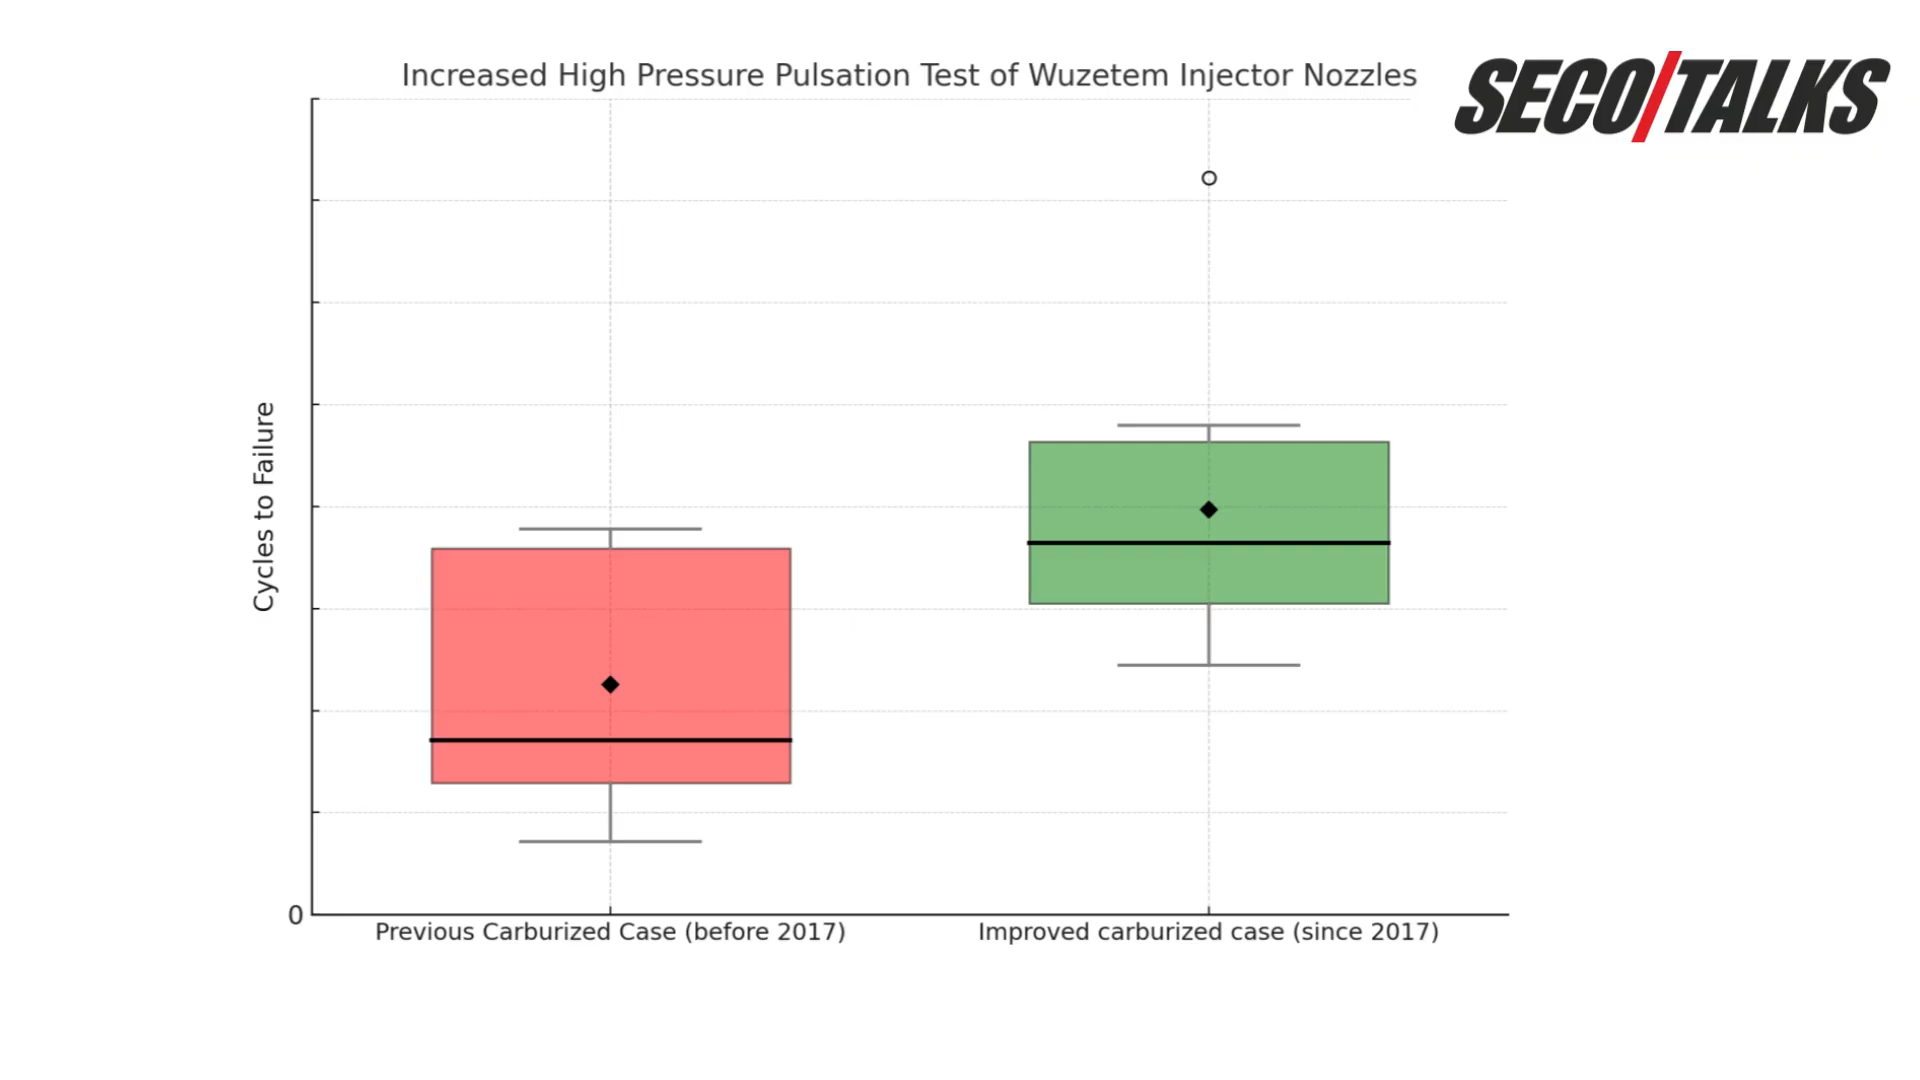 Increased High Pressure Pulsation Test of Wuzetem Injector Nozzles
SECO/TALKS
Cycles to Failure
0
Previous Carburized Case (before 2017)
Improved carburized case (since 2017)